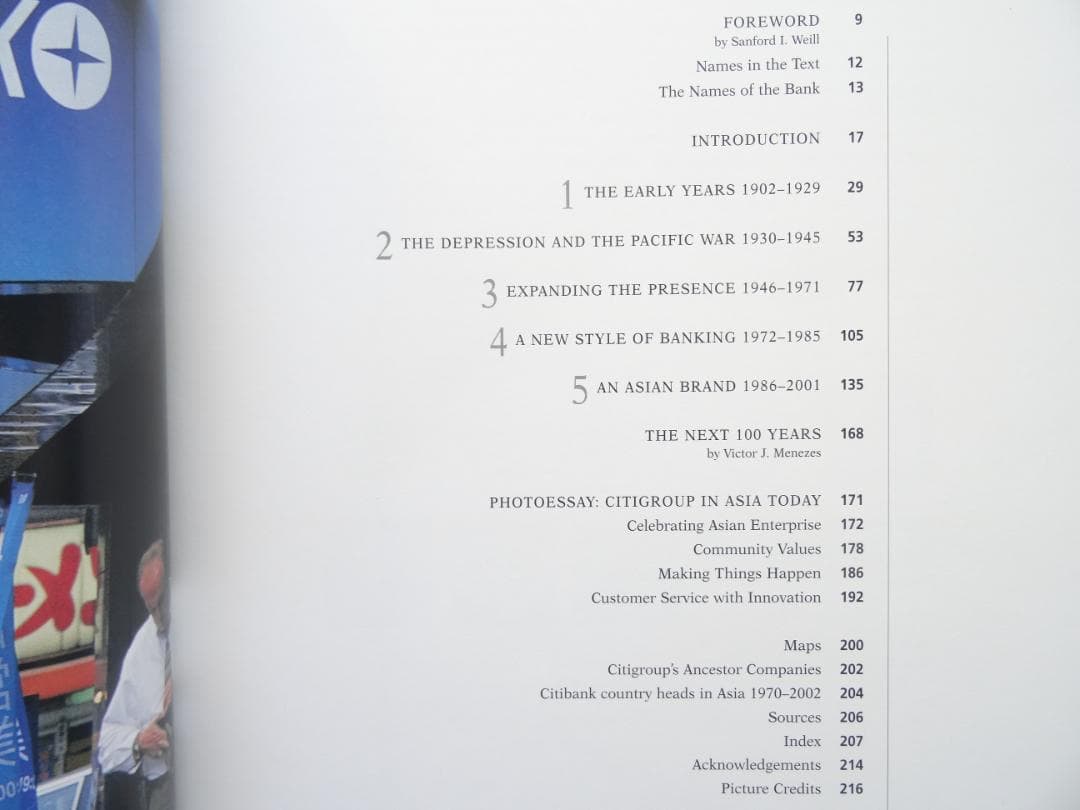 FOREWORD 9
by Sanford I. Weill
Names in the Text 12
The Names of the Bank 13
INTRODUCTION 17
1 THE EARLY YEARS 1902–1929 29
2 THE DEPRESSION AND THE PACIFIC WAR 1930–1945 53
3 EXPANDING THE PRESENCE 1946–1971 77
4 A NEW STYLE OF BANKING 1972–1985 105
5 AN ASIAN BRAND 1986–2001 135
THE NEXT 100 YEARS 168
by Victor J. Menezes
PHOTOESSAY: CITIGROUP IN ASIA TODAY 171
Celebrating Asian Enterprise 172
Community Values 178
Making Things Happen 186
Customer Service with Innovation 192
Maps 200
Citigroup's Ancestor Companies 202
Citibank country heads in Asia 1970–2002 204
Sources 206
Index 207
Acknowledgements 214
Picture Credits 216